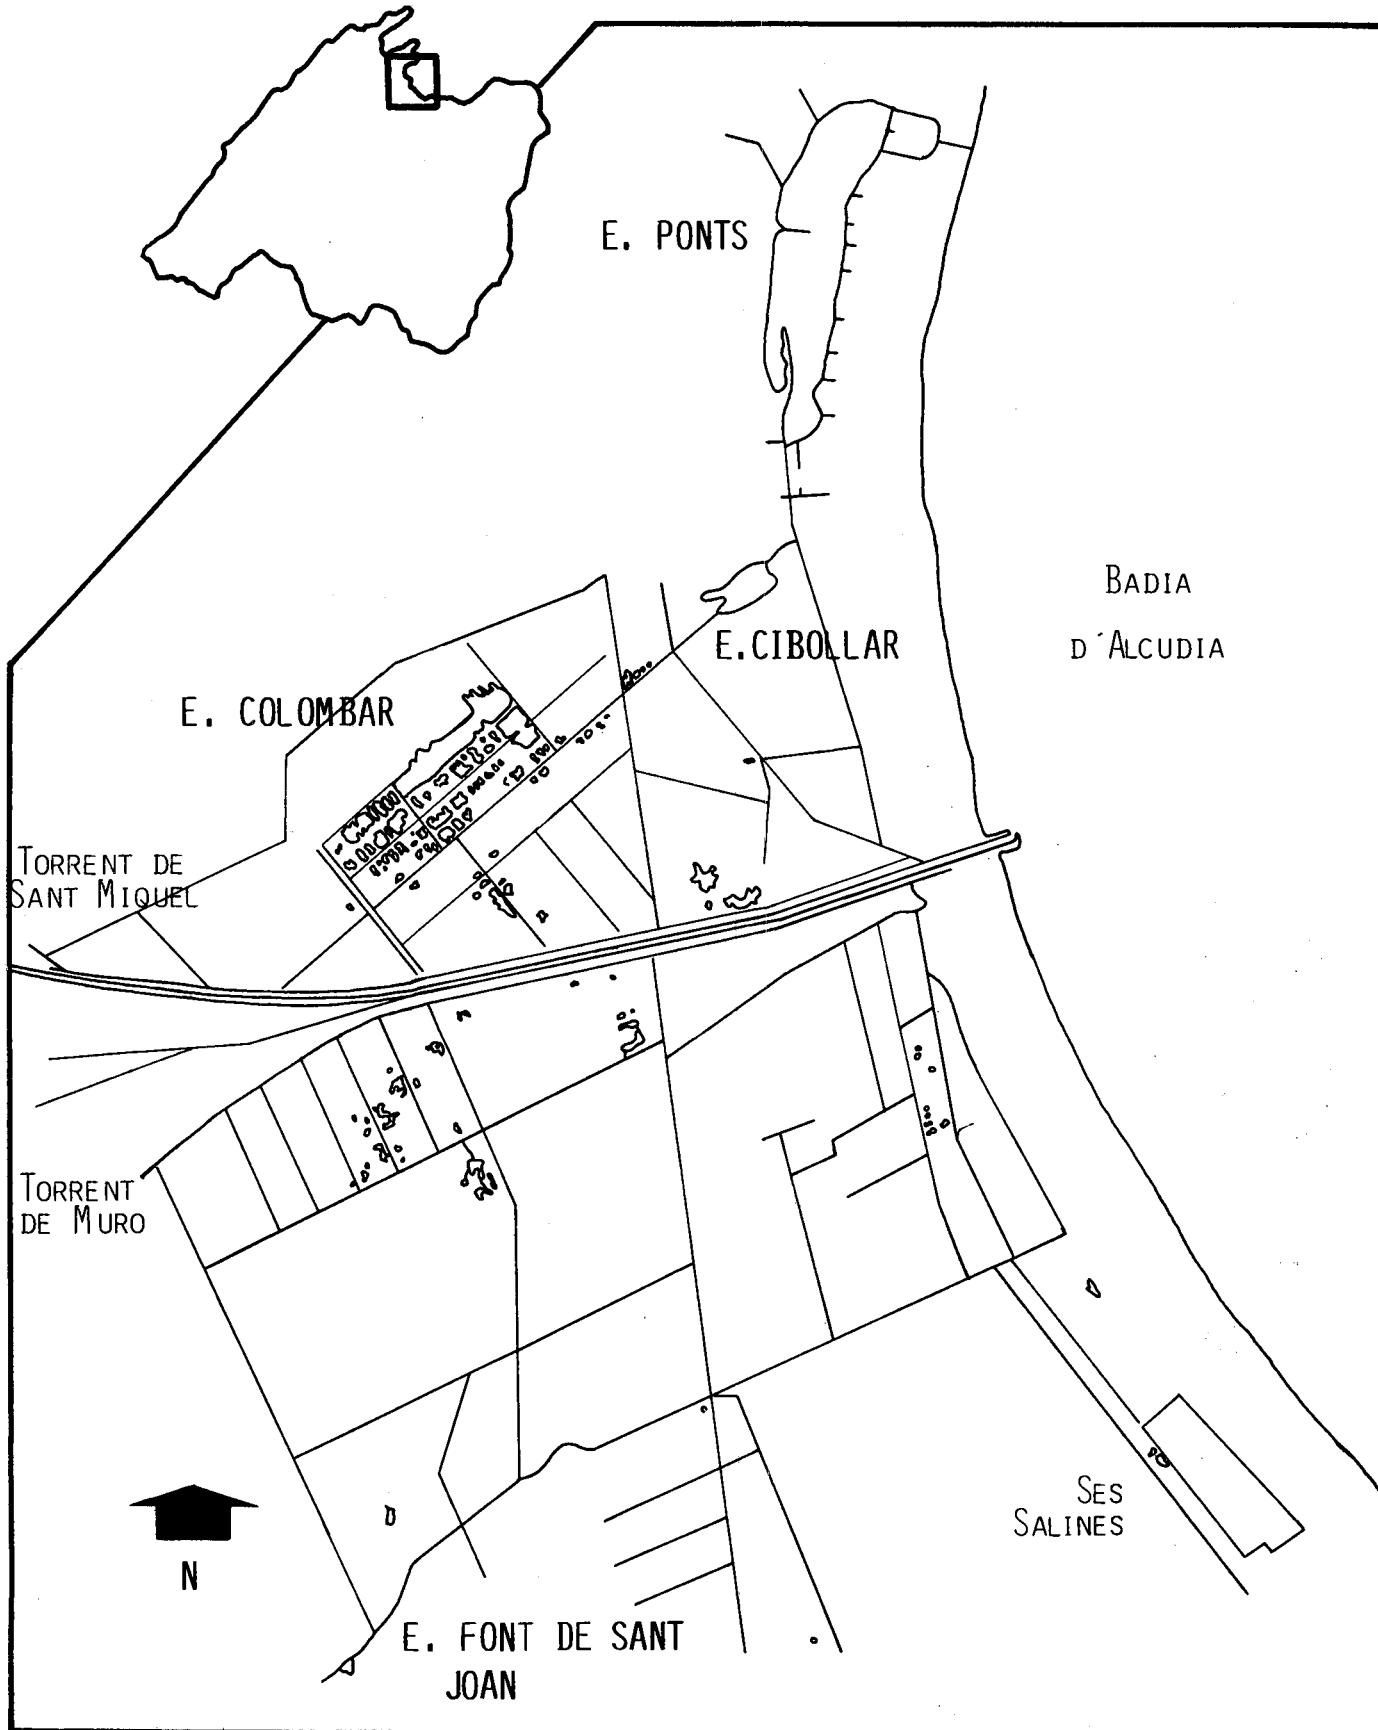 E. PONTS
BADIA
D'ALCUDIA
E. CIBOLLAR
E. COLOMBAR
TORRENT DE
SANT MIQUEL
TORRENT
DE MURO
SES
SALINES
N
E. FONT DE SANT
JOAN